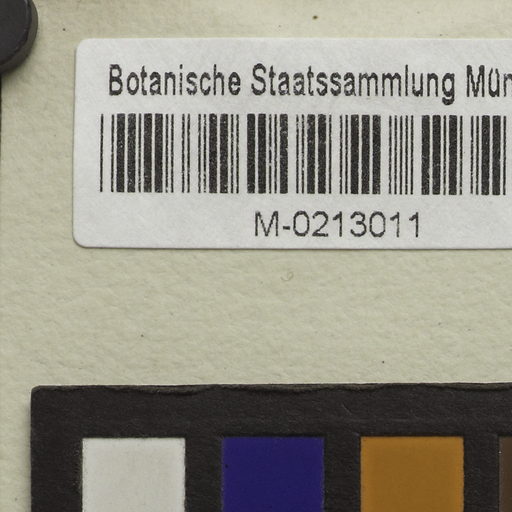 Botanische Staatssammlung Mün
M-0213011